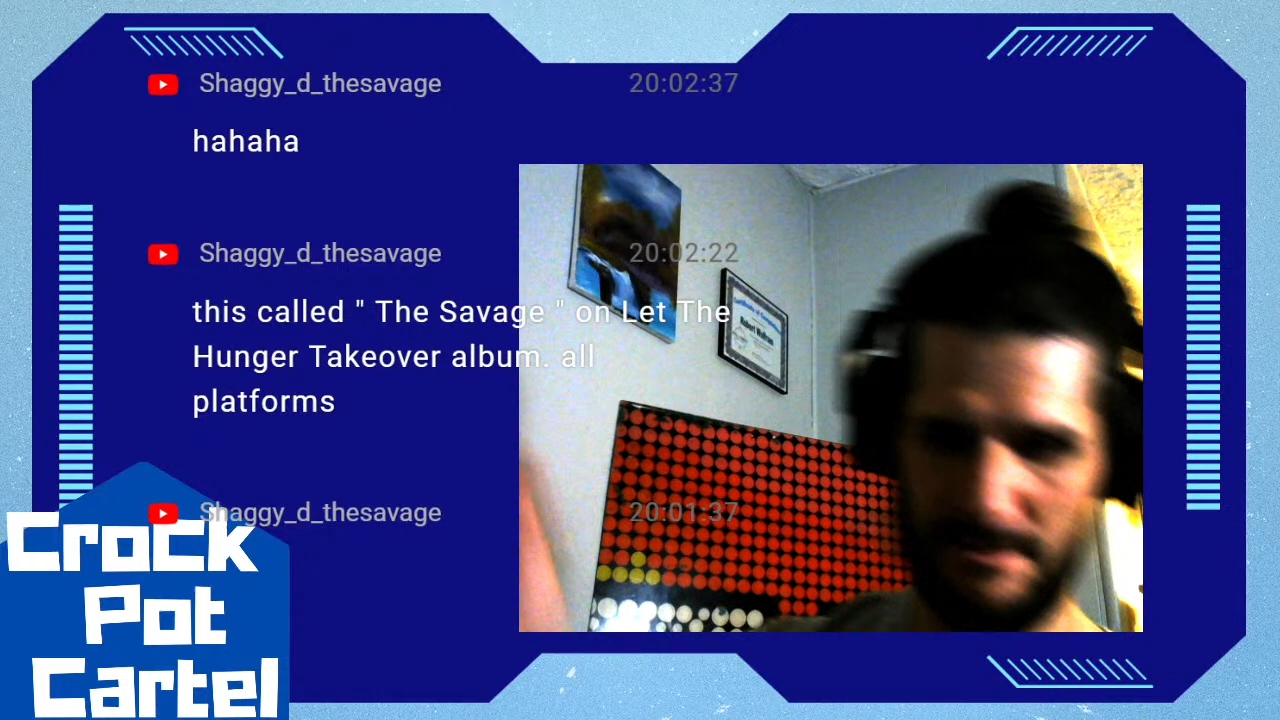 Shaggy_d_thesavage 20:02:37
hahaha
Shaggy_d_thesavage 20:02:22
this called " The Savage " on Let The
Hunger Takeover album. all
platforms
Shaggy_d_thesavage 20:01:37
Crock
Pot
Cartel